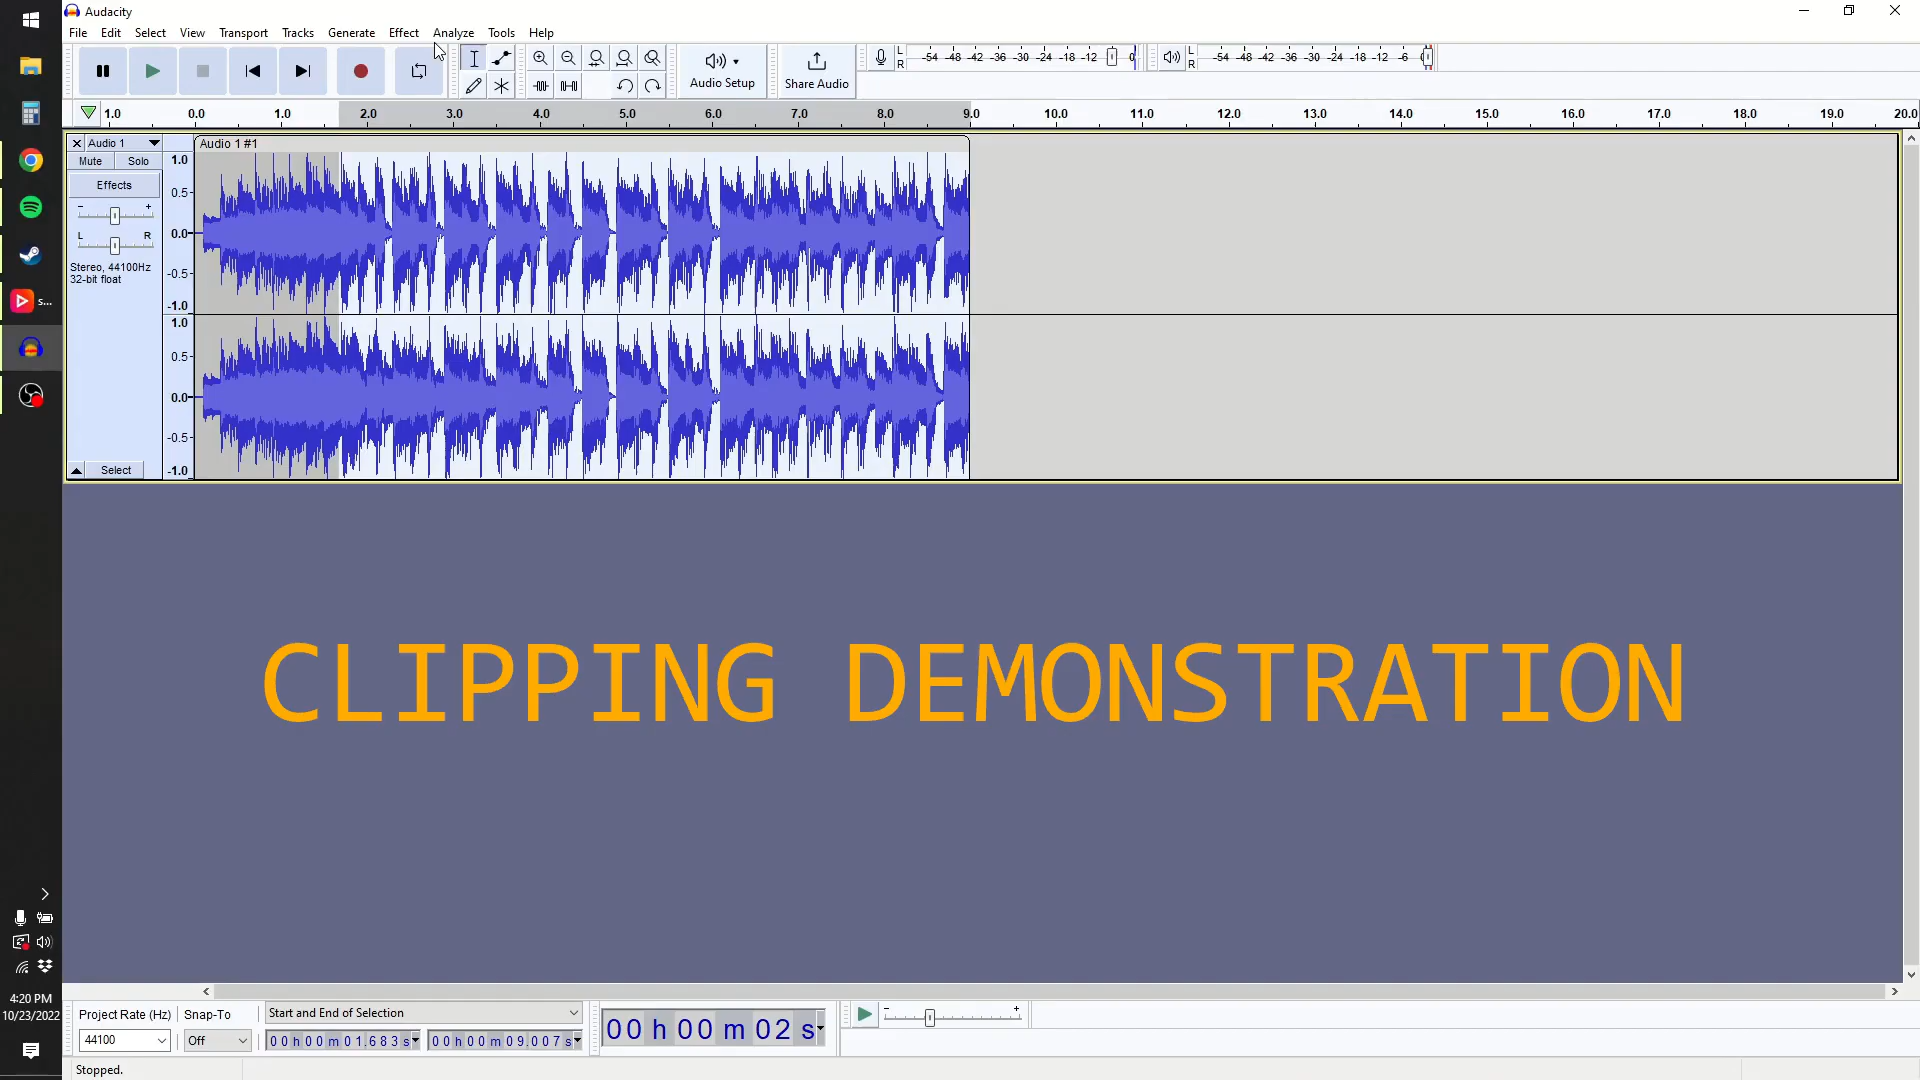 Audacity
File Edit Select View Transport Tracks Generate Effect Analyze Tools Help
Audio Setup
Share Audio
L
R
-54 -48 -42 -36 -30 -24 -18 -12 0
L
R
-54 -48 -42 -36 -30 -24 -18 -12 -6
1.0 0.0 1.0 2.0 3.0 4.0 5.0 6.0 7.0 8.0 9.0 10.0 11.0 12.0 13.0 14.0 15.0 16.0 17.0 18.0 19.0 20.0
Audio 1
Audio 1 #1
Mute Solo
Effects
- +
L R
Stereo, 44100Hz
32-bit float
Select
1.0
0.5
0.0
-0.5
-1.0
1.0
0.5
0.0
-0.5
-1.0
s...
CLIPPING DEMONSTRATION
4:20 PM
10/23/2022
Project Rate (Hz) Snap-To
Start and End of Selection
44100
Off
00 h 00 m 01.683 s
00 h 00 m 09.007 s
00 h 00 m 02 s
- +
Stopped.